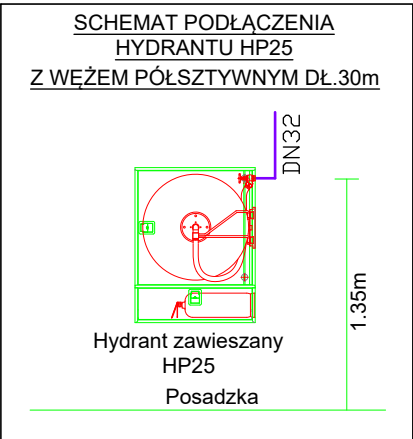 SCHEMAT PODŁĄCZENIA
HYDRANTU HP25
Z WĘŻEM PÓŁSZTYWNYM DŁ.30m
DN32
1.35m
Hydrant zawieszany
HP25
Posadzka